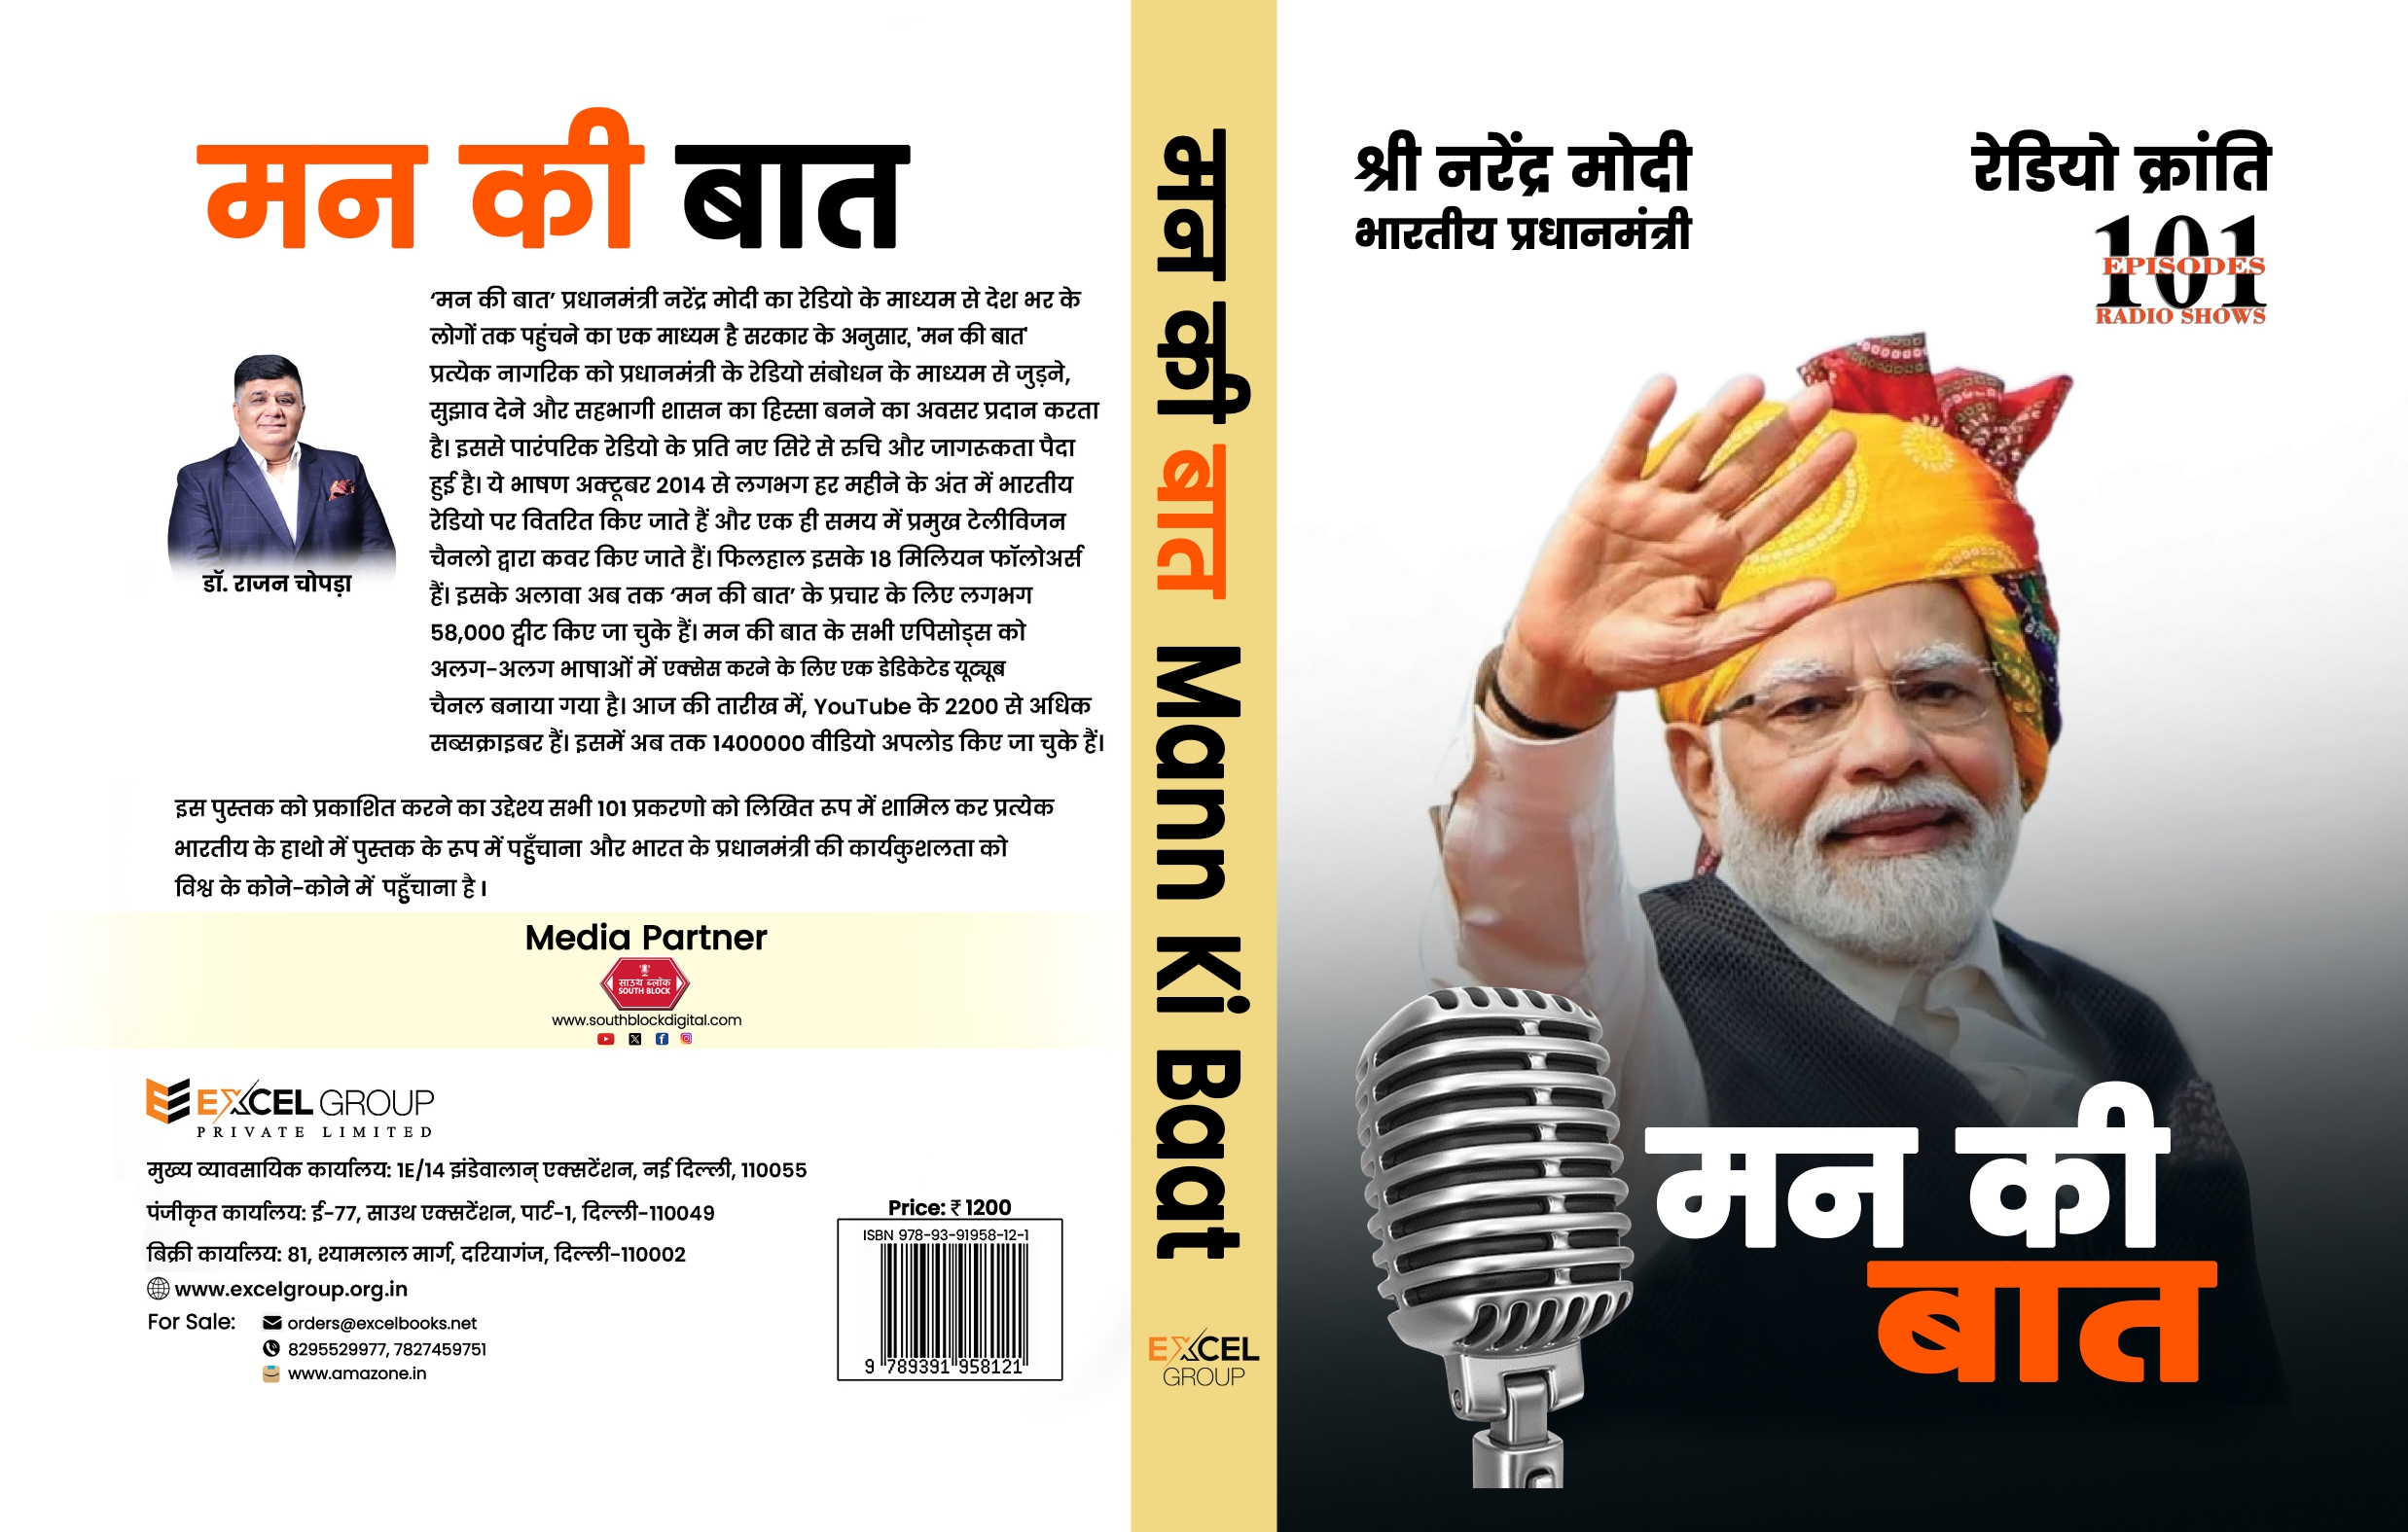 मन की बात
'मन की बात' प्रधानमंत्री नरेंद्र मोदी का रेडियो के माध्यम से देश भर के
लोगों तक पहुंचने का एक माध्यम है सरकार के अनुसार, 'मन की बात'
प्रत्येक नागरिक को प्रधानमंत्री के रेडियो संबोधन के माध्यम से जुड़ने,
सुझाव देने और सहभागी शासन का हिस्सा बनने का अवसर प्रदान करता
है। इससे पारंपरिक रेडियो के प्रति नए सिरे से रुचि और जागरूकता पैदा
हुई है। ये भाषण अक्टूबर 2014 से लगभग हर महीने के अंत में भारतीय
रेडियो पर वितरित किए जाते हैं और एक ही समय में प्रमुख टेलीविजन
चैनलो द्वारा कवर किए जाते हैं। फिलहाल इसके 18 मिलियन फॉलोअर्स
हैं। इसके अलावा अब तक 'मन की बात' के प्रचार के लिए लगभग
58,000 ट्वीट किए जा चुके हैं। मन की बात के सभी एपिसोड्स को
अलग-अलग भाषाओं में एक्सेस करने के लिए एक डेडिकेटेड यूट्यूब
चैनल बनाया गया है। आज की तारीख में, YouTube के 2200 से अधिक
सब्सक्राइबर हैं। इसमें अब तक 1400000 वीडियो अपलोड किए जा चुके हैं।
डॉ. राजन चोपड़ा
इस पुस्तक को प्रकाशित करने का उद्देश्य सभी 101 प्रकरणो को लिखित रूप में शामिल कर प्रत्येक
भारतीय के हाथो में पुस्तक के रूप में पहुँचाना और भारत के प्रधानमंत्री की कार्यकुशलता को
विश्व के कोने-कोने में पहुँचाना है।
Media Partner
साउथ ब्लॉक
SOUTH BLOCK
www.southblockdigital.com
EXCEL GROUP
PRIVATE LIMITED
मुख्य व्यावसायिक कार्यालय: 1E/14 झंडेवालान् एक्सटेंशन, नई दिल्ली, 110055
पंजीकृत कार्यालय: ई-77, साउथ एक्सटेंशन, पार्ट-1, दिल्ली-110049
बिक्री कार्यालय: 81, श्यामलाल मार्ग, दरियागंज, दिल्ली-110002
www.excelgroup.org.in
For Sale: orders@excelbooks.net
8295529977, 7827459751
www.amazone.in
Price: ₹ 1200
ISBN 978-93-91958-12-1
9 789391 958121
मन की बात Mann Ki Baat
EXCEL
GROUP
श्री नरेंद्र मोदी
भारतीय प्रधानमंत्री
रेडियो क्रांति
101
EPISODES
RADIO SHOWS
मन की
बात